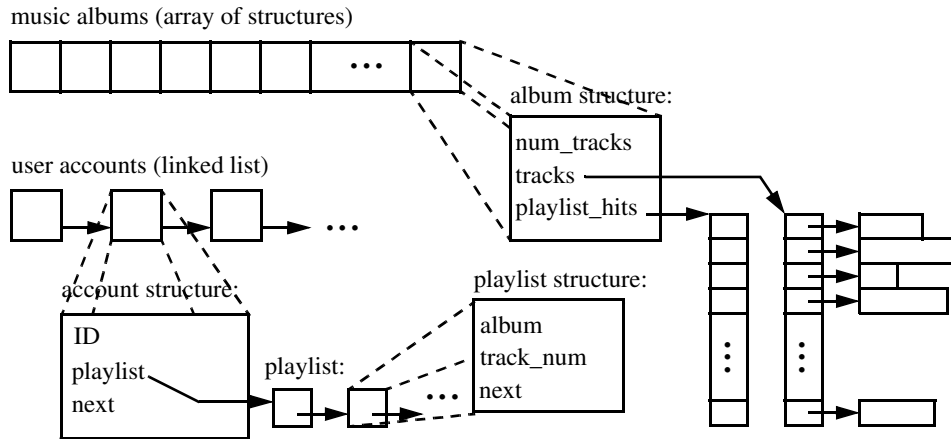 music albums (array of structures)
...
album structure:
num_tracks
tracks
playlist_hits
user accounts (linked list)
...
account structure:
ID
playlist
next
playlist:
...
playlist structure:
album
track_num
next
...
...